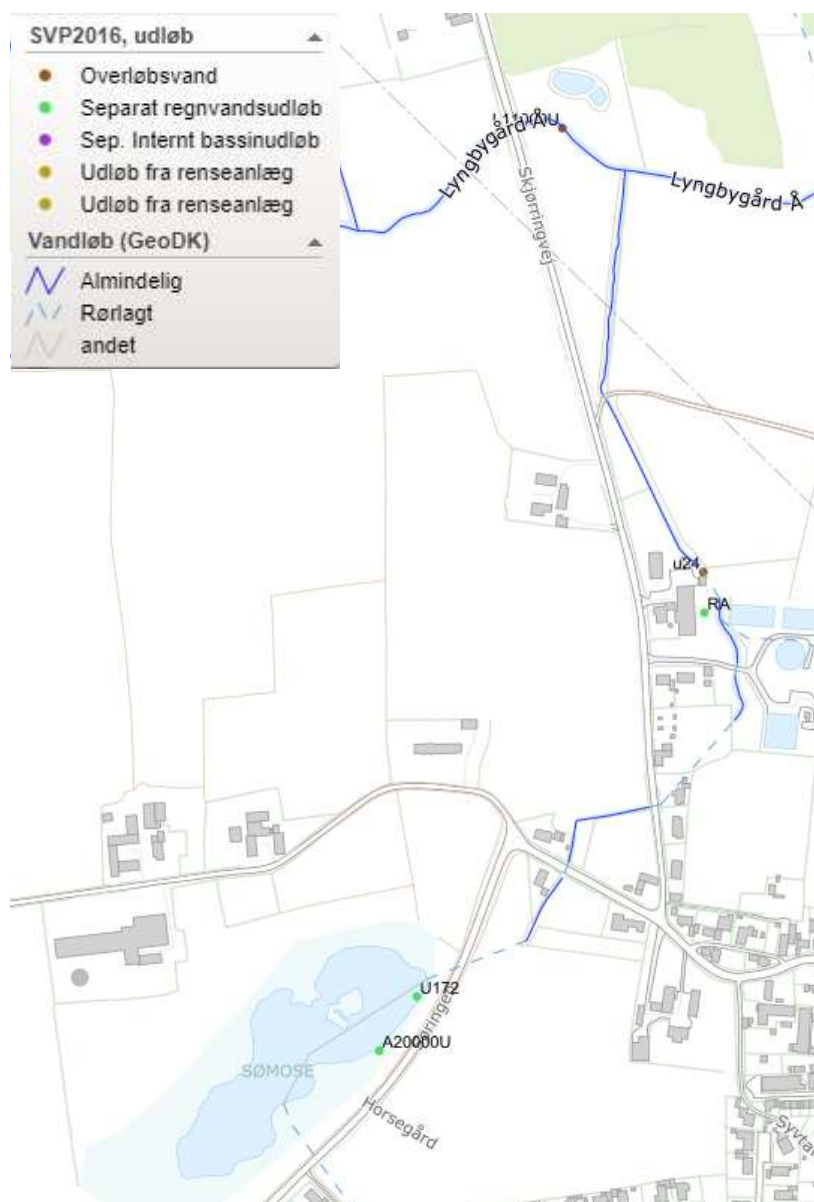 SVP2016, udløb
Overløbsvand
Separat regnvandsudløb
Sep. Internt bassinudløb
Udløb fra renseanlæg
Udløb fra renseanlæg
Vandløb (GeoDK)
Almindelig
Rørlagt
andet
Lyngbygård Å
Lyngbygård Å
Skjørringvej
u24
RA
U172
A20000U
SØMOSE
Horsegård